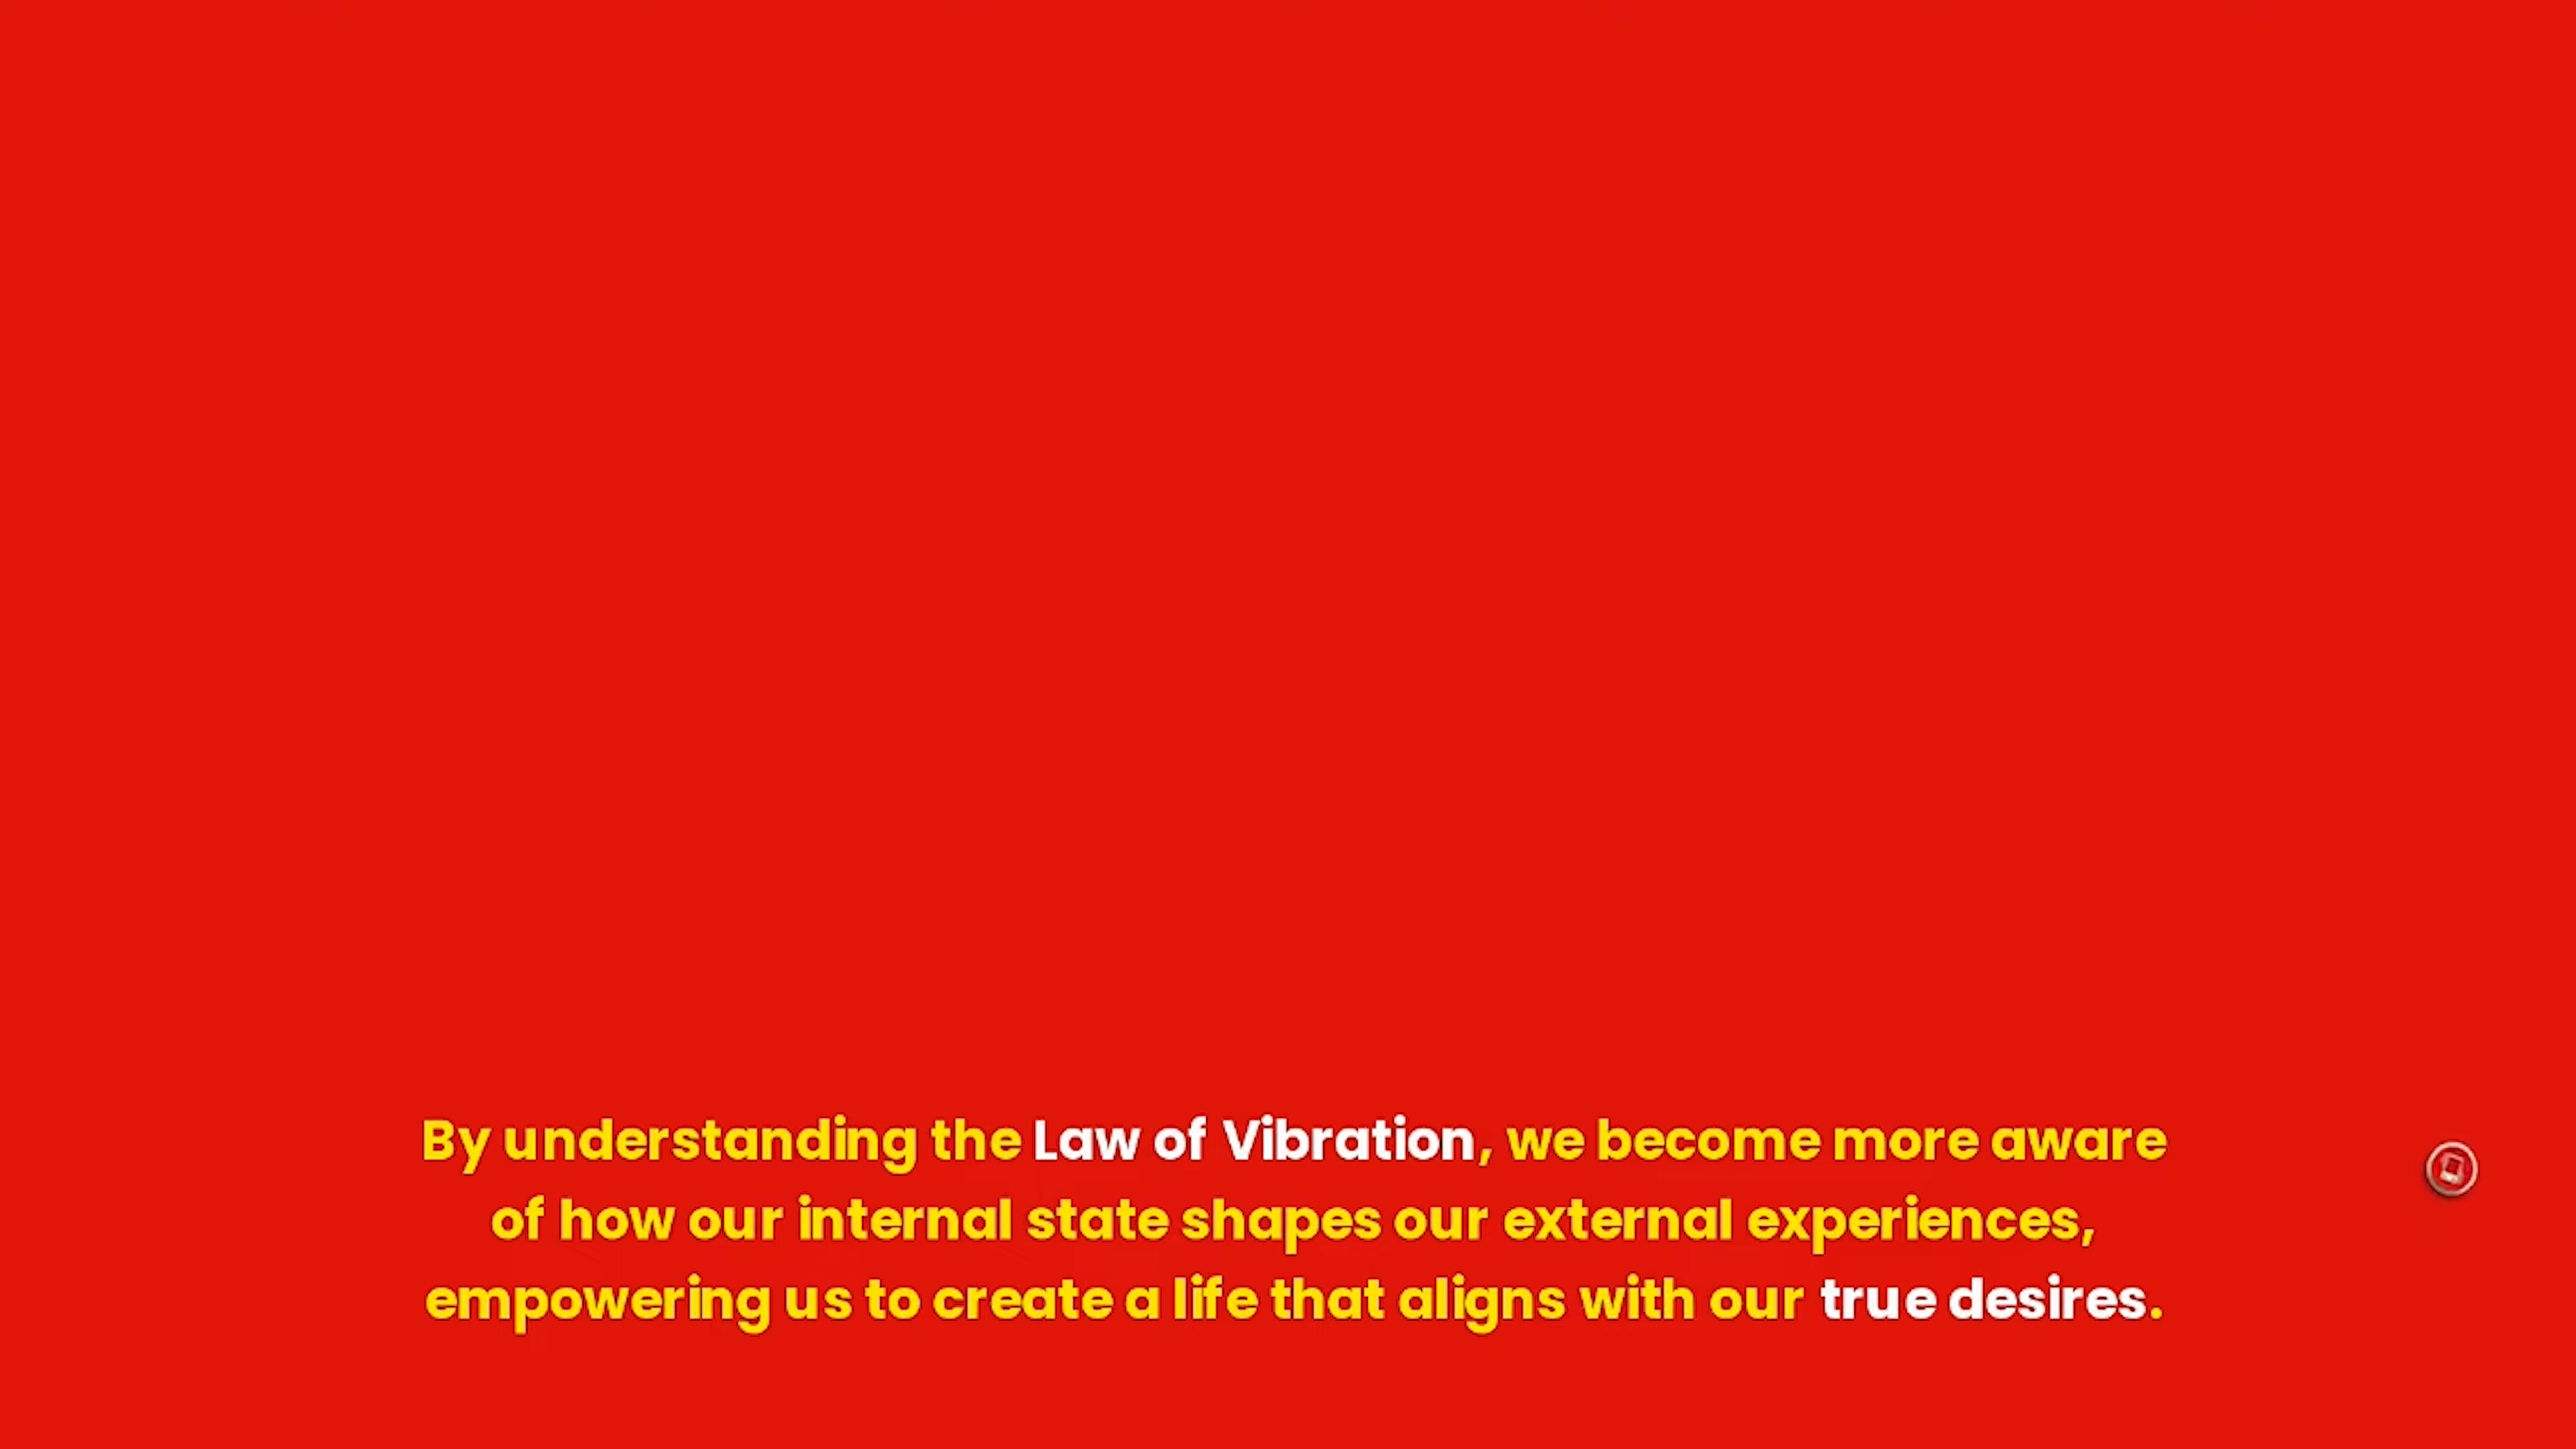 By understanding the Law of Vibration, we become more aware
of how our internal state shapes our external experiences,
empowering us to create a life that aligns with our true desires.